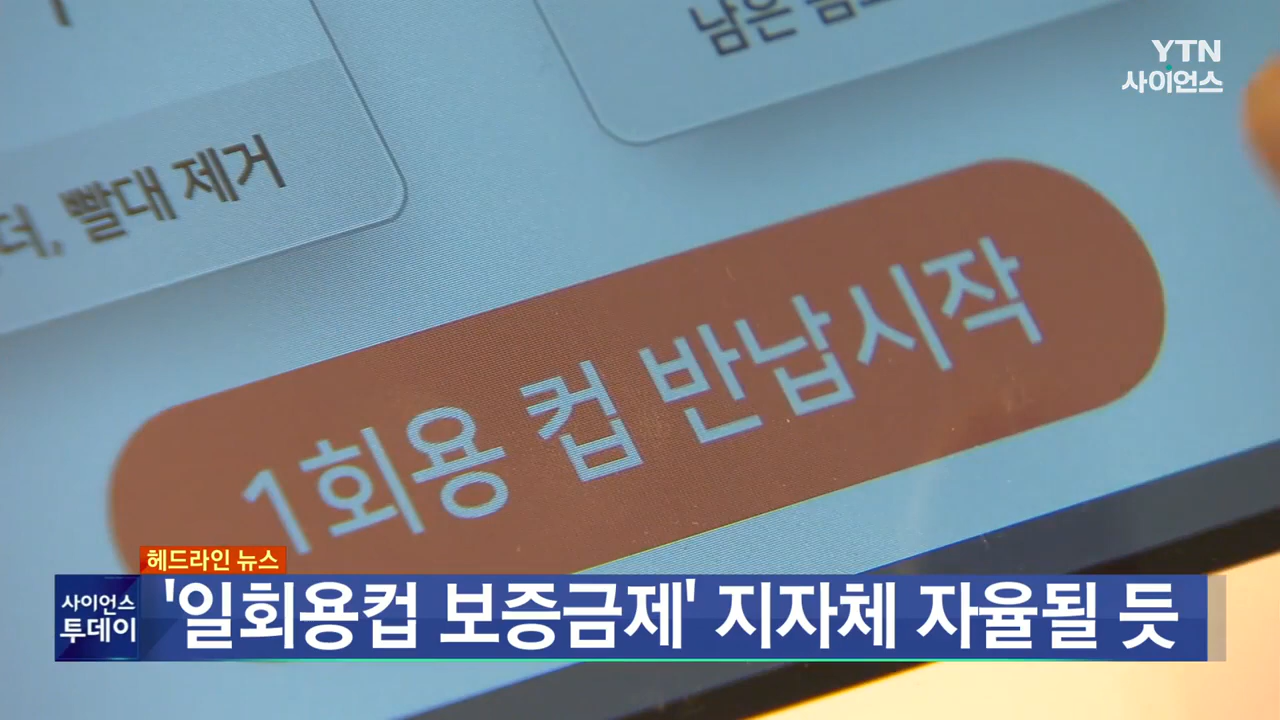 남은
YTN
사이언스
빨대 제거
1회용 컵 반납시작
헤드라인 뉴스
사이언스
투데이
'일회용컵 보증금제' 지자체 자율될 듯